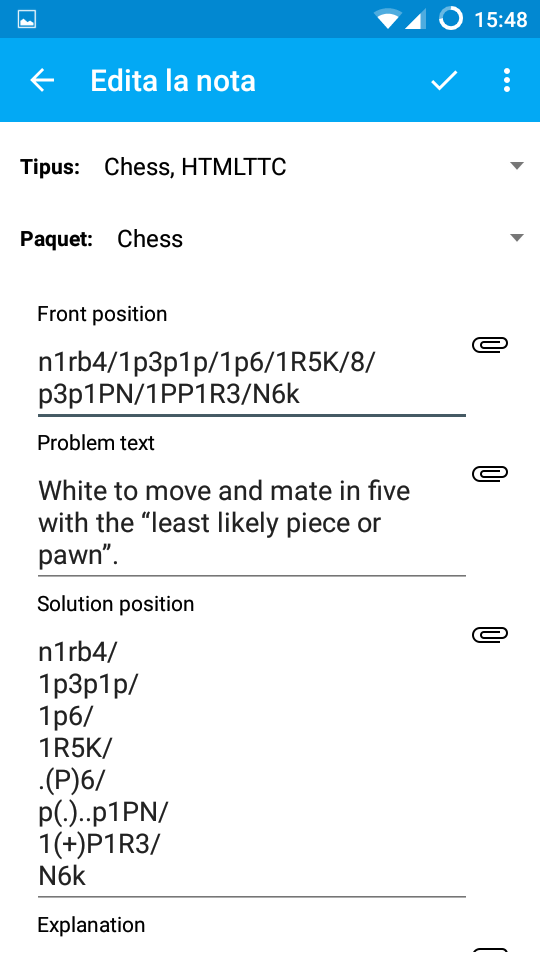 15:48
Edita la nota
Tipus: Chess, HTMLTTC
Paquet: Chess
Front position
n1rb4/1p3p1p/1p6/1R5K/8/
p3p1PN/1PP1R3/N6k
Problem text
White to move and mate in five
with the “least likely piece or
pawn”.
Solution position
n1rb4/
1p3p1p/
1p6/
1R5K/
.(P)6/
p(.)..p1PN/
1(+)P1R3/
N6k
Explanation